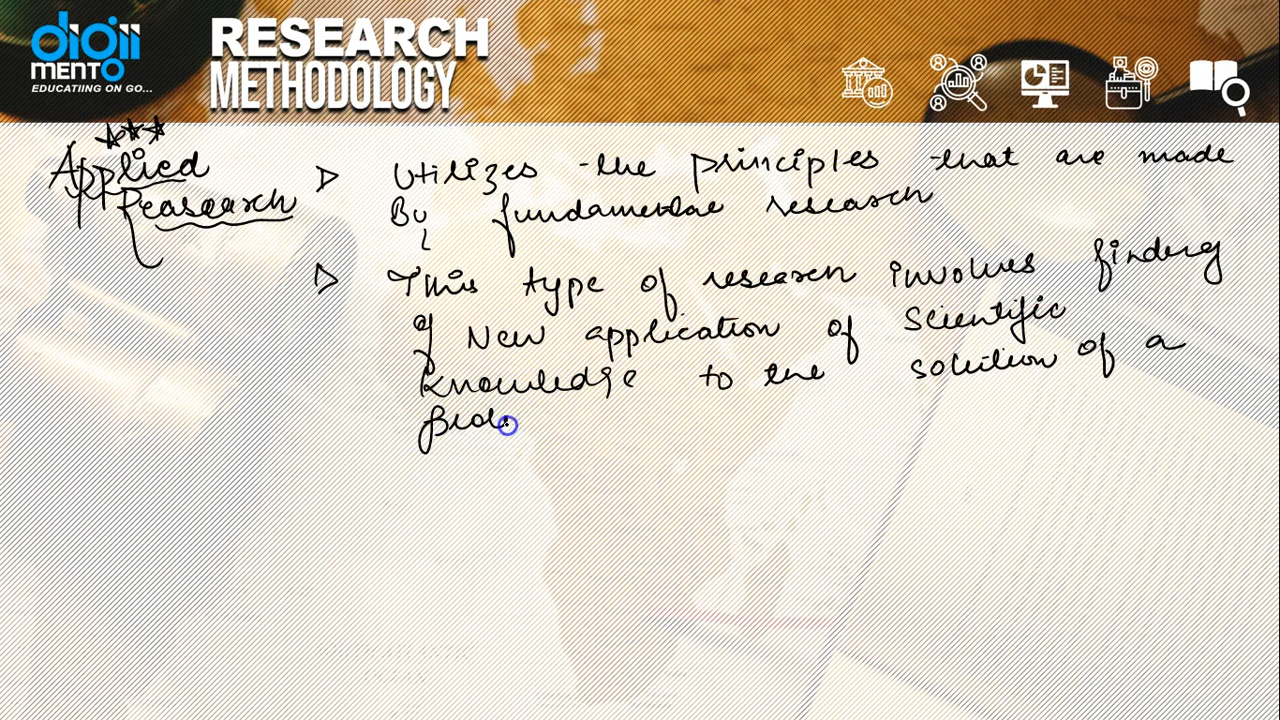 digii
MENTO
EDUCATIING ON GO...
RESEARCH
METHODOLOGY
Applied
Reasearch
Utilizes the principles that are made
By fundamental research
This type of research involves finding
of New application of Scientific
knowledge to the solution of a